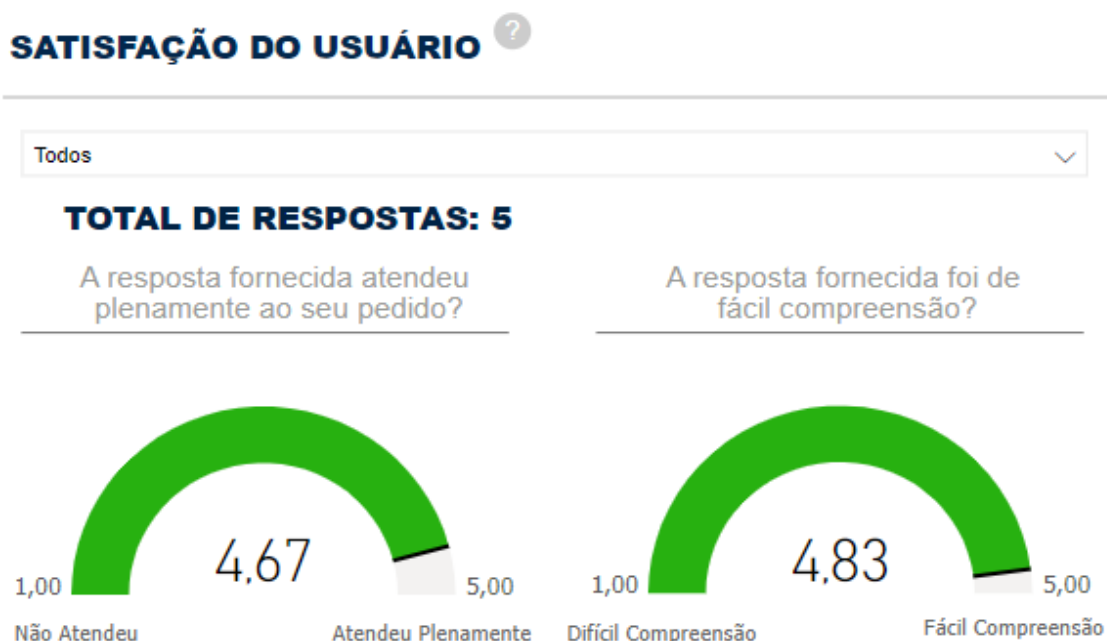 SATISFAÇÃO DO USUÁRIO ?
Todos
TOTAL DE RESPOSTAS: 5
A resposta fornecida atendeu
plenamente ao seu pedido?
4,67
1,00
5,00
Não Atendeu
Atendeu Plenamente
A resposta fornecida foi de
fácil compreensão?
4,83
1,00
5,00
Difícil Compreensão
Fácil Compreensão